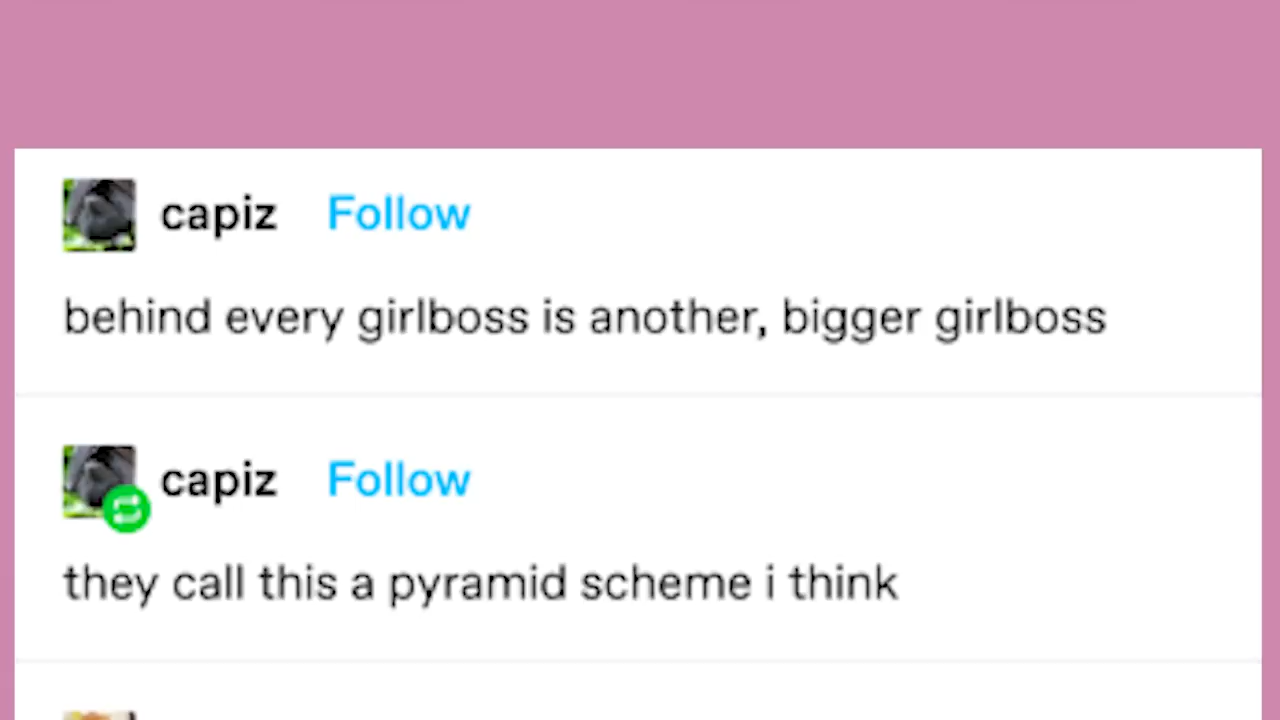 capiz Follow
behind every girlboss is another, bigger girlboss
capiz Follow
they call this a pyramid scheme i think